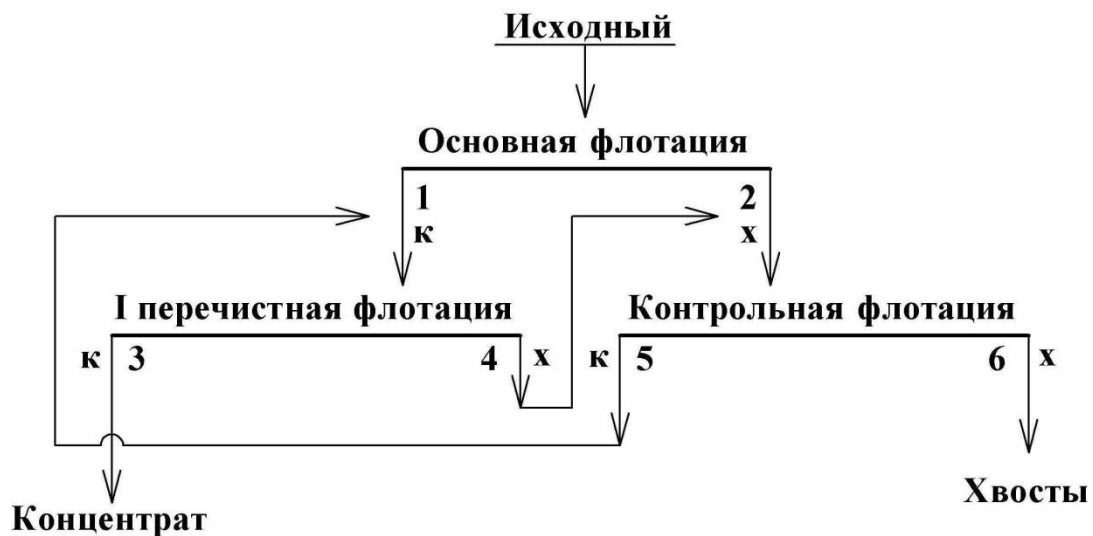 Исходный
Основная флотация
1 2
к х
I перечистная флотация Контрольная флотация
к 3 4 х к 5 6 х
Концентрат Хвосты